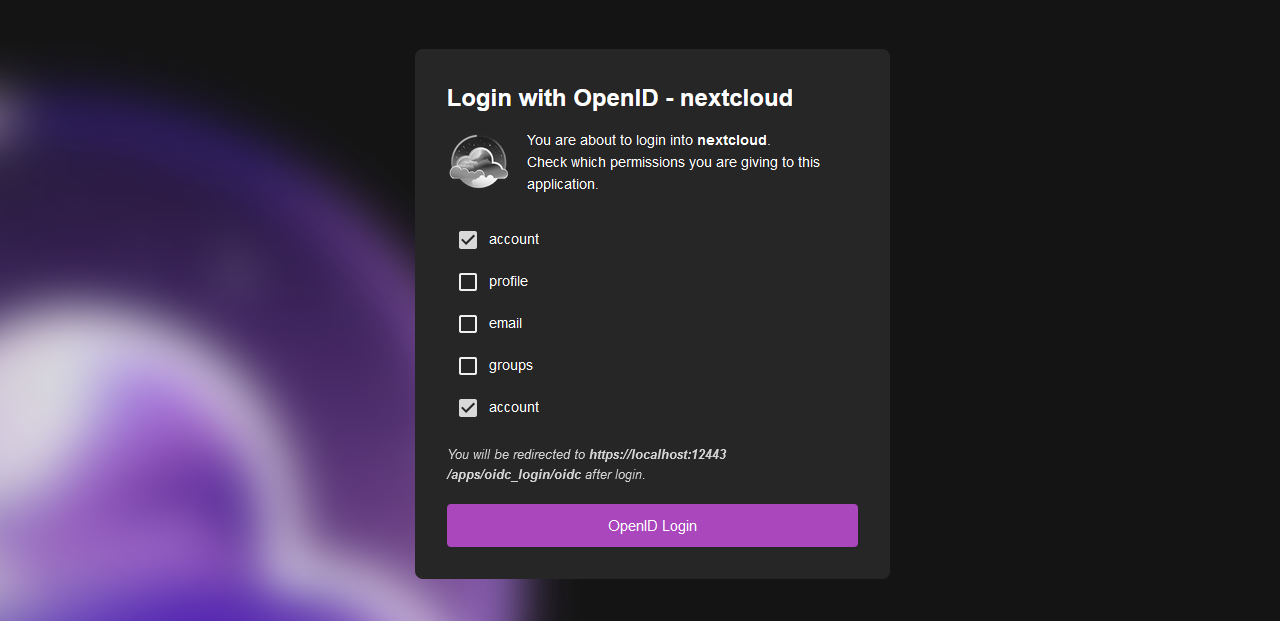 Login with OpenID - nextcloud
You are about to login into nextcloud.
Check which permissions you are giving to this
application.
account
profile
email
groups
account
You will be redirected to https://localhost:12443
/apps/oidc_login/oidc after login.
OpenID Login